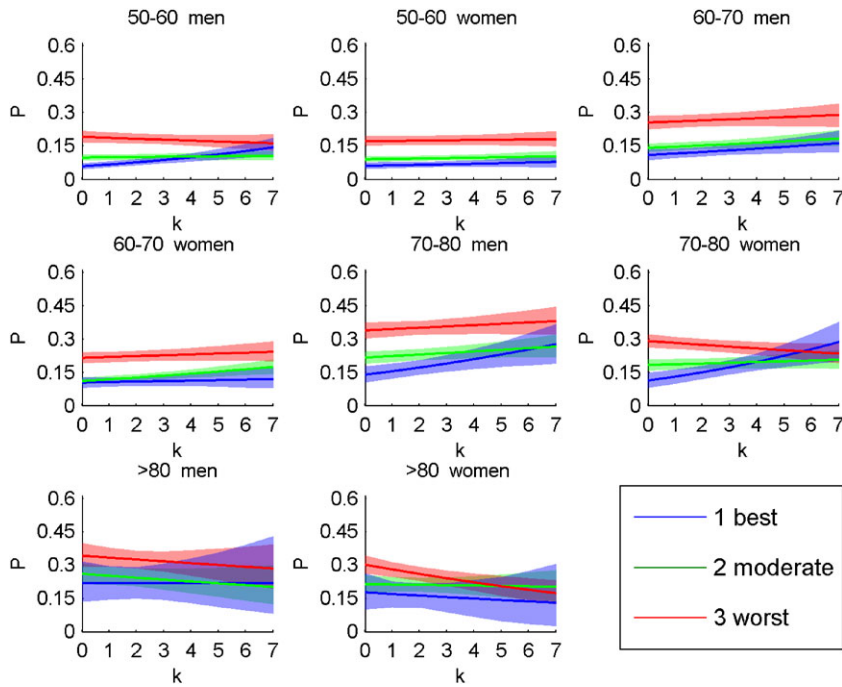 50-60 men
50-60 women
60-70 men
P
0.6
0.45
0.3
0.15
0
0 1 2 3 4 5 6 7
k
P
0.6
0.45
0.3
0.15
0
0 1 2 3 4 5 6 7
k
P
0.6
0.45
0.3
0.15
0
0 1 2 3 4 5 6 7
k
60-70 women
70-80 men
70-80 women
P
0.6
0.45
0.3
0.15
0
0 1 2 3 4 5 6 7
k
P
0.6
0.45
0.3
0.15
0
0 1 2 3 4 5 6 7
k
P
0.6
0.45
0.3
0.15
0
0 1 2 3 4 5 6 7
k
>80 men
>80 women
P
0.6
0.45
0.3
0.15
0
0 1 2 3 4 5 6 7
k
P
0.6
0.45
0.3
0.15
0
0 1 2 3 4 5 6 7
k
1 best
2 moderate
3 worst